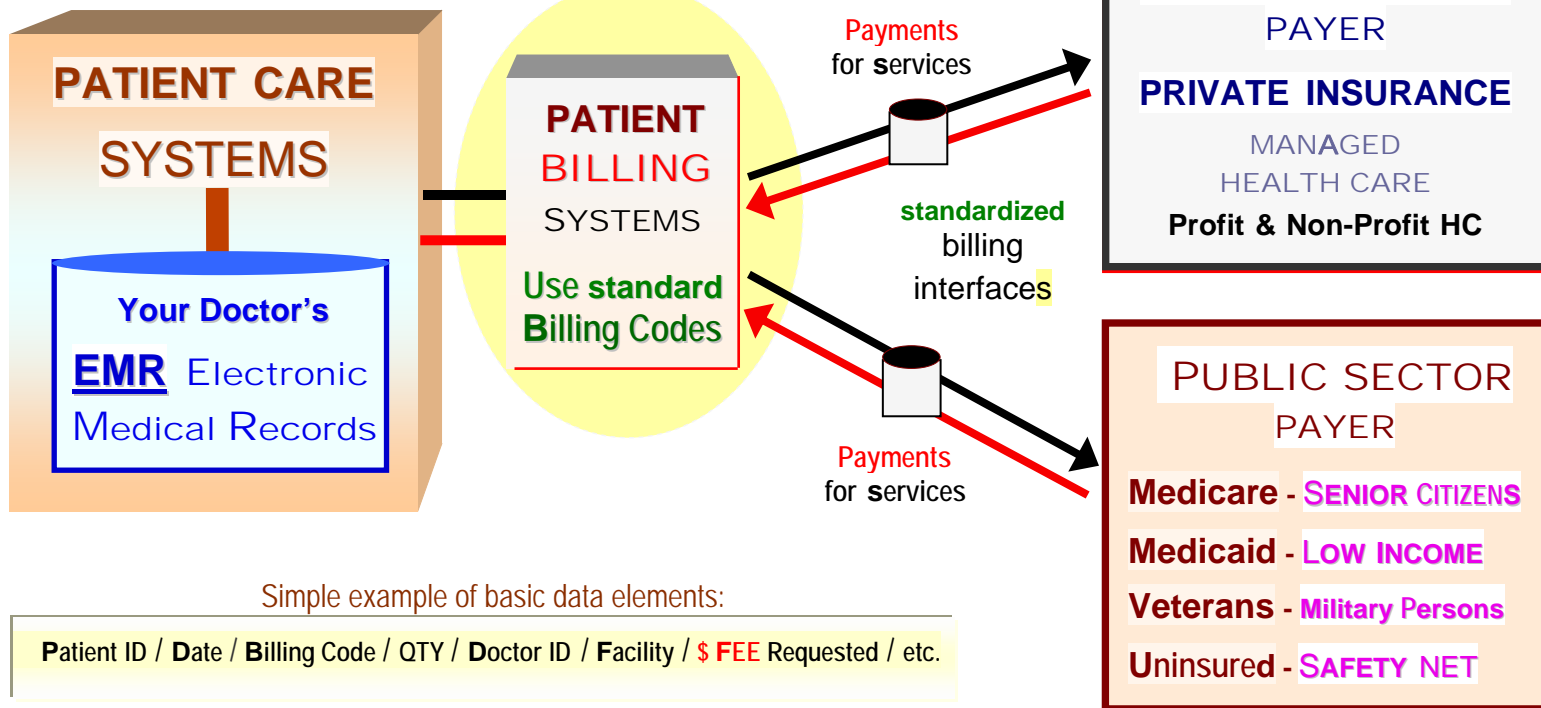 PATIENT CARE
SYSTEMS
Your Doctor's
EMR Electronic
Medical Records
PATIENT
BILLING
SYSTEMS
Use standard
Billing Codes
Payments
for services
standardized
billing
interfaces
Payments
for services
PAYER
PRIVATE INSURANCE
MANAGED
HEALTH CARE
Profit & Non-Profit HC
PUBLIC SECTOR
PAYER
Medicare - SENIOR CITIZENS
Medicaid - LOW INCOME
Veterans - Military Persons
Uninsured - SAFETY NET
Simple example of basic data elements:
Patient ID / Date / Billing Code / QTY / Doctor ID / Facility / $ FEE Requested / etc.